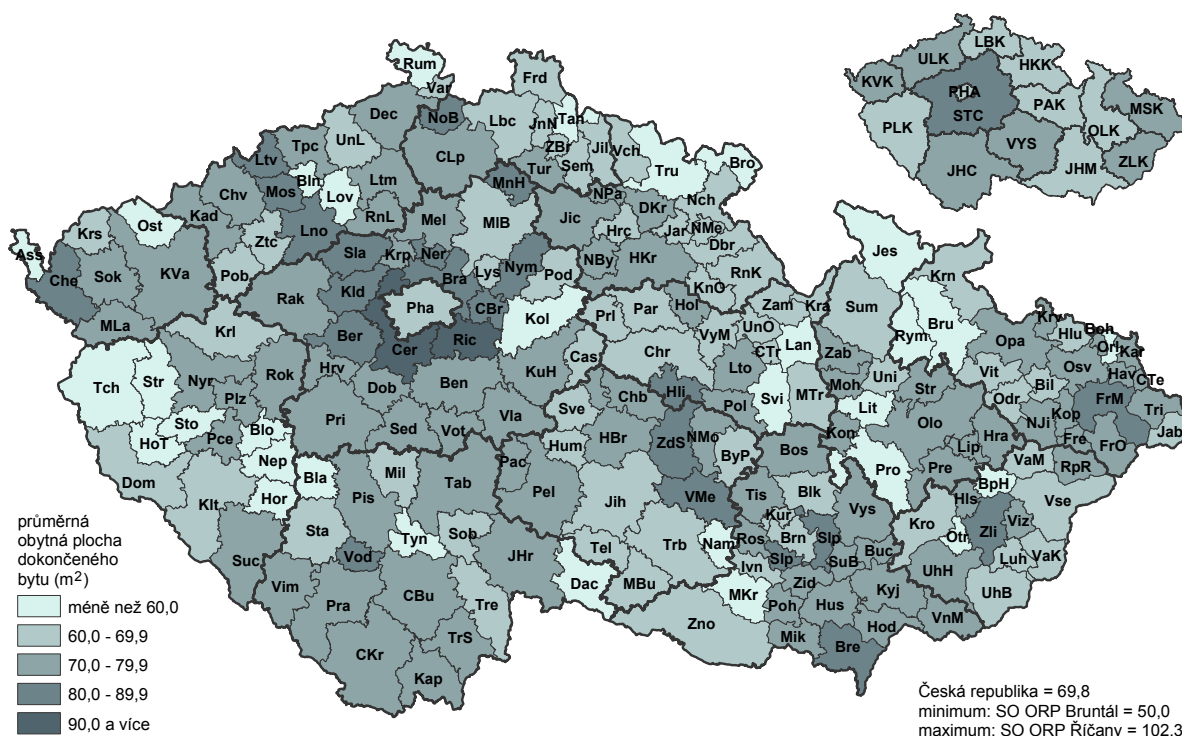 Rum
Var
Frd
Dec
NoB
Lbc
JnN
Tan
UnL
Tpc
Ltv
CLp
ZBr
Jil
Vch
Sem
Tru
Bro
Bln
Mos
Lov
Ltm
Tur
MnH
NPa
Nch
Chv
RnL
Mel
MlB
Jic
DKr
Ost
Kad
Lno
Hrc
Jar
NMe
Krs
Ztc
Sla
Krp
Ner
Dbr
Ass
Sok
KVa
Pob
Bra
Lys
Nym
Pod
NBy
HKr
Jes
Che
Rak
Kld
RnK
Krn
KnO
Pha
CBr
Kol
Zam
Kra
Sum
MLa
Krl
Ber
Cer
Ric
Prl
Par
Hol
VyM
UnO
Lan
Rym
Bru
Opa
Krv
Hlu
Boh
Orl
Kar
Tch
Str
Nyr
Rok
Hrv
Cas
Chr
CTr
Zab
Uni
Vit
Osv
Hav
CTe
Plz
Dob
Ben
KuH
Lto
Moh
Str
Bil
Odr
FrM
Sto
Pri
Vla
Sve
Chb
Hli
Pol
Svi
MTr
Lit
Olo
NJi
Kop
Tri
HoT
Pce
Blo
Sed
Vot
Hum
HBr
ZdS
NMo
Kon
Lip
Hra
Fre
FrO
Jab
Nep
ByP
Bos
Dom
Klt
Hor
Bla
Mil
Tab
Pac
Pel
Pro
Pre
VaM
RpR
Pis
Jih
VMe
Tis
Blk
Vys
BpH
Hls
Vse
Sta
Sob
Kur
Kro
Zli
Viz
Suc
Vod
Tyn
JHr
Tel
Trb
Nam
Ros
Brn
Slp
Buc
Otr
Luh
VaK
Vim
Pra
CBu
Tre
Dac
MBu
Ivn
Slp
SuB
UhH
MKr
Zid
Kyj
UhB
TrS
Poh
Hus
VnM
CKr
Zno
Mik
Hod
Kap
Bre
LBK
ULK
HKK
KVK
PHA
STC
PAK
MSK
PLK
OLK
VYS
JHM
ZLK
JHC
průměrná
obytná plocha
dokončeného
bytu (m²)
méně než 60,0
60,0 - 69,9
70,0 - 79,9
80,0 - 89,9
90,0 a více
Česká republika = 69,8
minimum: SO ORP Bruntál = 50,0
maximum: SO ORP Říčany = 102,3